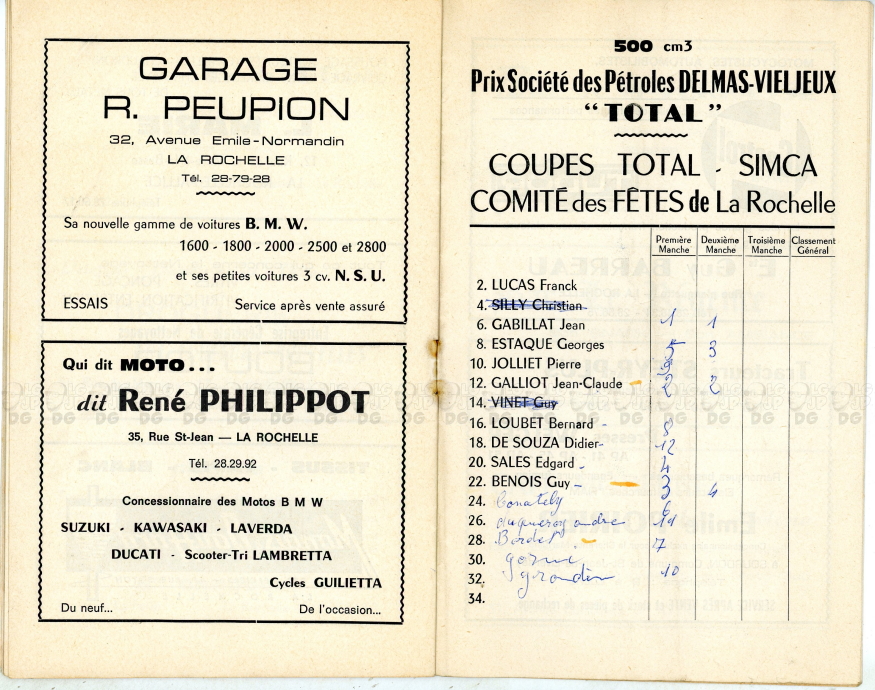 GARAGE
R. PEUPION
32, Avenue Emile-Normandin
LA ROCHELLE
Tél. 28-79-28
Sa nouvelle gamme de voitures B. M. W.
1600 - 1800 - 2000 - 2500 et 2800
et ses petites voitures 3 cv. N. S. U.
ESSAIS Service après vente assuré
Qui dit MOTO...
dit René PHILIPPOT
35, Rue St-Jean — LA ROCHELLE
Tél. 28.29.92
Concessionnaire des Motos B M W
SUZUKI - KAWASAKI - LAVERDA
DUCATI - Scooter-Tri LAMBRETTA
Cycles GUILIETTA
Du neuf... De l'occasion...
500 cm3
Prix Société des Pétroles DELMAS-VIELJEUX
"TOTAL"
COUPES TOTAL - SIMCA
COMITÉ des FÊTES de La Rochelle
Première Manche Deuxième Manche Troisième Manche Classement Général
2. LUCAS Franck
4. SILLY Christian
6. GABILLAT Jean 1 1
8. ESTAQUE Georges 5 3
10. JOLLIET Pierre 9
12. GALLIOT Jean-Claude 2 2
14. VINET Guy
16. LOUBET Bernard 8
18. DE SOUZA Didier 12
20. SALES Edgard 4
22. BENOIS Guy 3 4
24. 6
26. 11
28. Bordet 7
30.
32. 10
34.